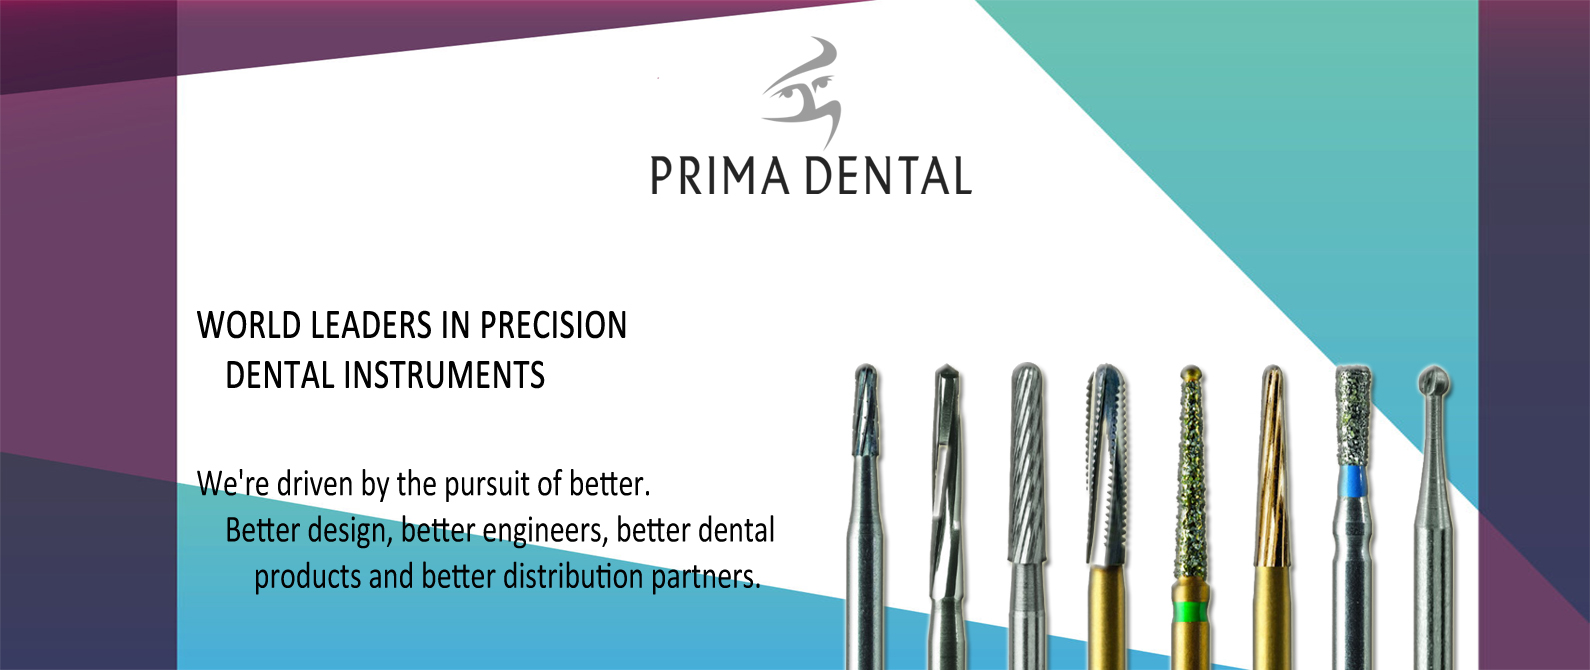 PRIMA DENTAL
WORLD LEADERS IN PRECISION
DENTAL INSTRUMENTS
We're driven by the pursuit of better.
Better design, better engineers, better dental
products and better distribution partners.